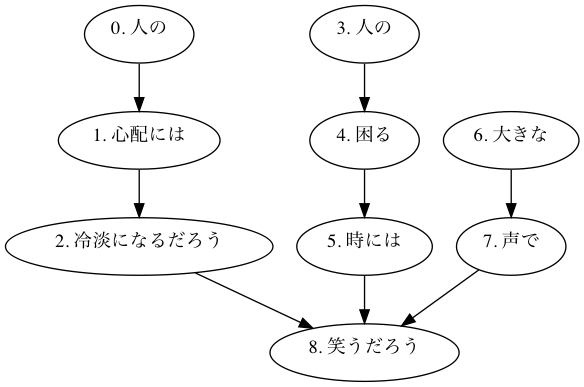 0. 人の
3. 人の
1. 心配には
4. 困る
6. 大きな
2. 冷淡になるだろう
5. 時には
7. 声で
8. 笑うだろう